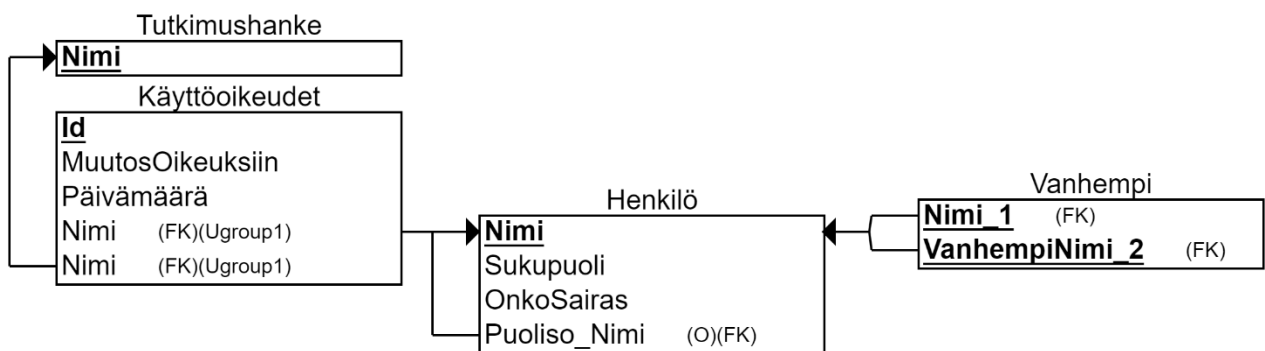 Tutkimushanke
Nimi
Käyttöoikeudet
Id
MuutosOikeuksiin
Päivämäärä
Nimi (FK)(Ugroup1)
Nimi (FK)(Ugroup1)
Henkilö
Nimi
Sukupuoli
OnkoSairas
Puoliso_Nimi (O)(FK)
Vanhempi
Nimi_1 (FK)
VanhempiNimi_2 (FK)